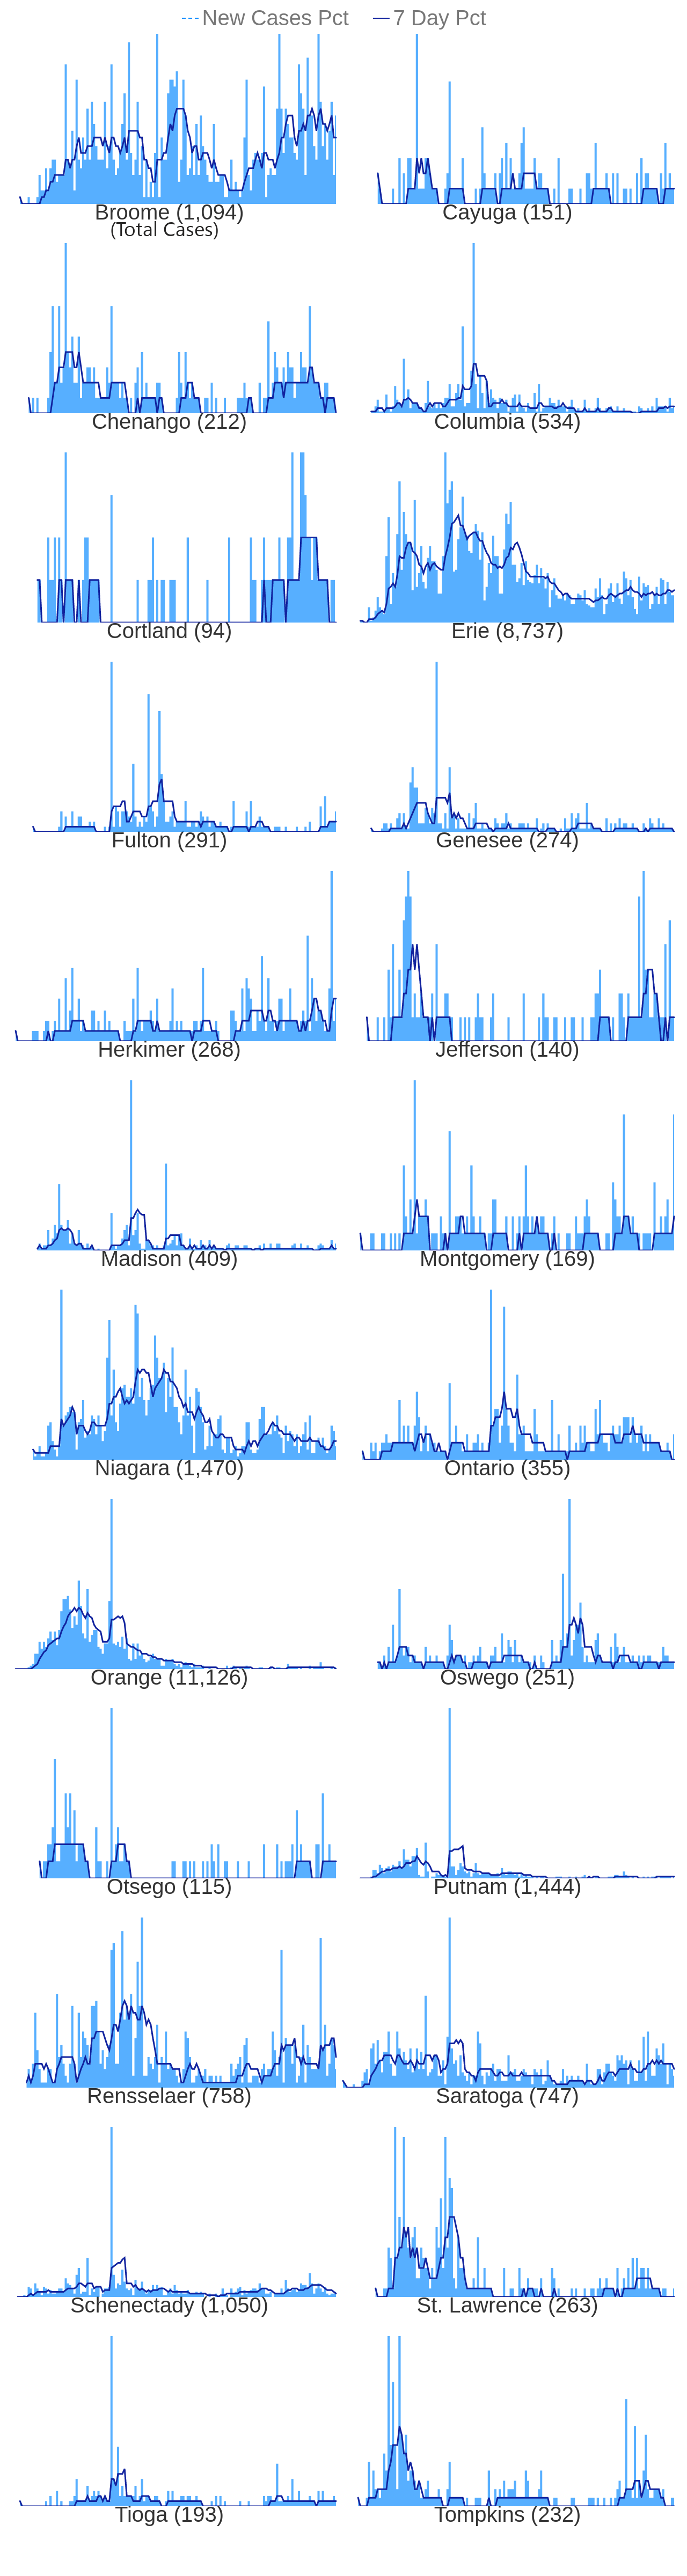 New Cases Pct 7 Day Pct
Broome (1,094) Cayuga (151)
(Total Cases)
Chenango (212) Columbia (534)
Cortland (94) Erie (8,737)
Fulton (291) Genesee (274)
Herkimer (268) Jefferson (140)
Madison (409) Montgomery (169)
Niagara (1,470) Ontario (355)
Orange (11,126) Oswego (251)
Otsego (115) Putnam (1,444)
Rensselaer (758) Saratoga (747)
Schenectady (1,050) St. Lawrence (263)
Tioga (193) Tompkins (232)